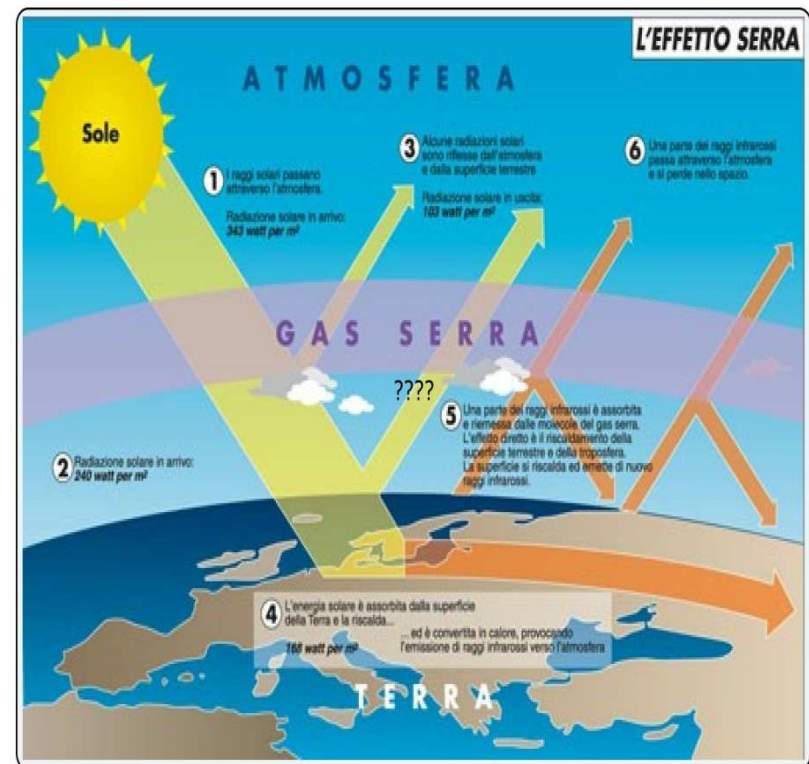 L'EFFETTO SERRA
ATMOSFERA
Sole
1 I raggi solari passano
attraverso l'atmosfera.
Radiazione solare in arrivo:
343 watt per m²
3 Alcune radiazioni solari
sono riflesse dall'atmosfera
e dalla superficie terrestre
Radiazione solare in uscita:
103 watt per m²
6 Una parte dei raggi infrarossi
passa attraverso l'atmosfera
e si perde nello spazio.
GAS SERRA
????
5 Una parte dei raggi infrarossi è assorbita
e riemessa dalle molecole del gas serra.
L'effetto diretto è il riscaldamento della
superficie terrestre e della troposfera.
La superficie si riscalda ed emette di nuovo
raggi infrarossi.
2 Radiazione solare in arrivo:
240 watt per m²
4 L'energia solare è assorbita dalla superficie
della Terra e la riscalda...
168 watt per m²
... ed è convertita in calore, provocando
l'emissione di raggi infrarossi verso l'atmosfera
TERRA